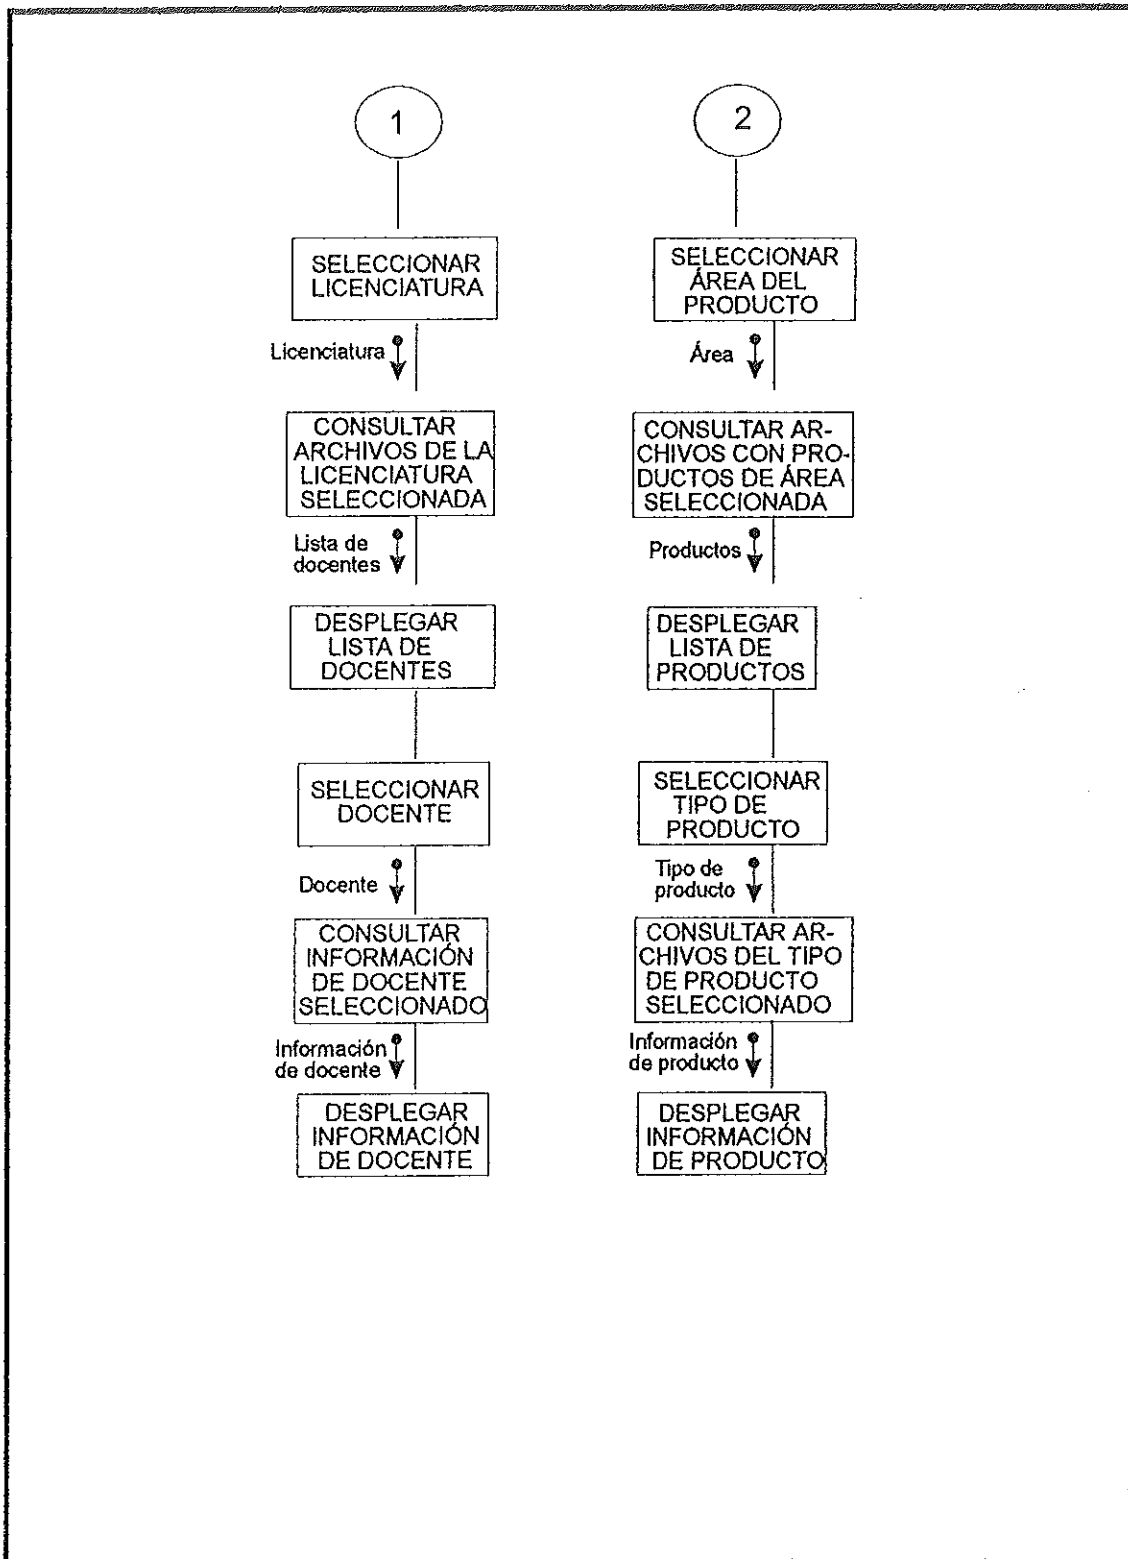 1
SELECCIONAR
LICENCIATURA
Licenciatura
CONSULTAR
ARCHIVOS DE LA
LICENCIATURA
SELECCIONADA
Lista de
docentes
DESPLEGAR
LISTA DE
DOCENTES
SELECCIONAR
DOCENTE
Docente
CONSULTAR
INFORMACIÓN
DE DOCENTE
SELECCIONADO
Información
de docente
DESPLEGAR
INFORMACIÓN
DE DOCENTE
2
SELECCIONAR
ÁREA DEL
PRODUCTO
Área
CONSULTAR AR-
CHIVOS CON PRO-
DUCTOS DE ÁREA
SELECCIONADA
Productos
DESPLEGAR
LISTA DE
PRODUCTOS
SELECCIONAR
TIPO DE
PRODUCTO
Tipo de
producto
CONSULTAR AR-
CHIVOS DEL TIPO
DE PRODUCTO
SELECCIONADO
Información
de producto
DESPLEGAR
INFORMACIÓN
DE PRODUCTO